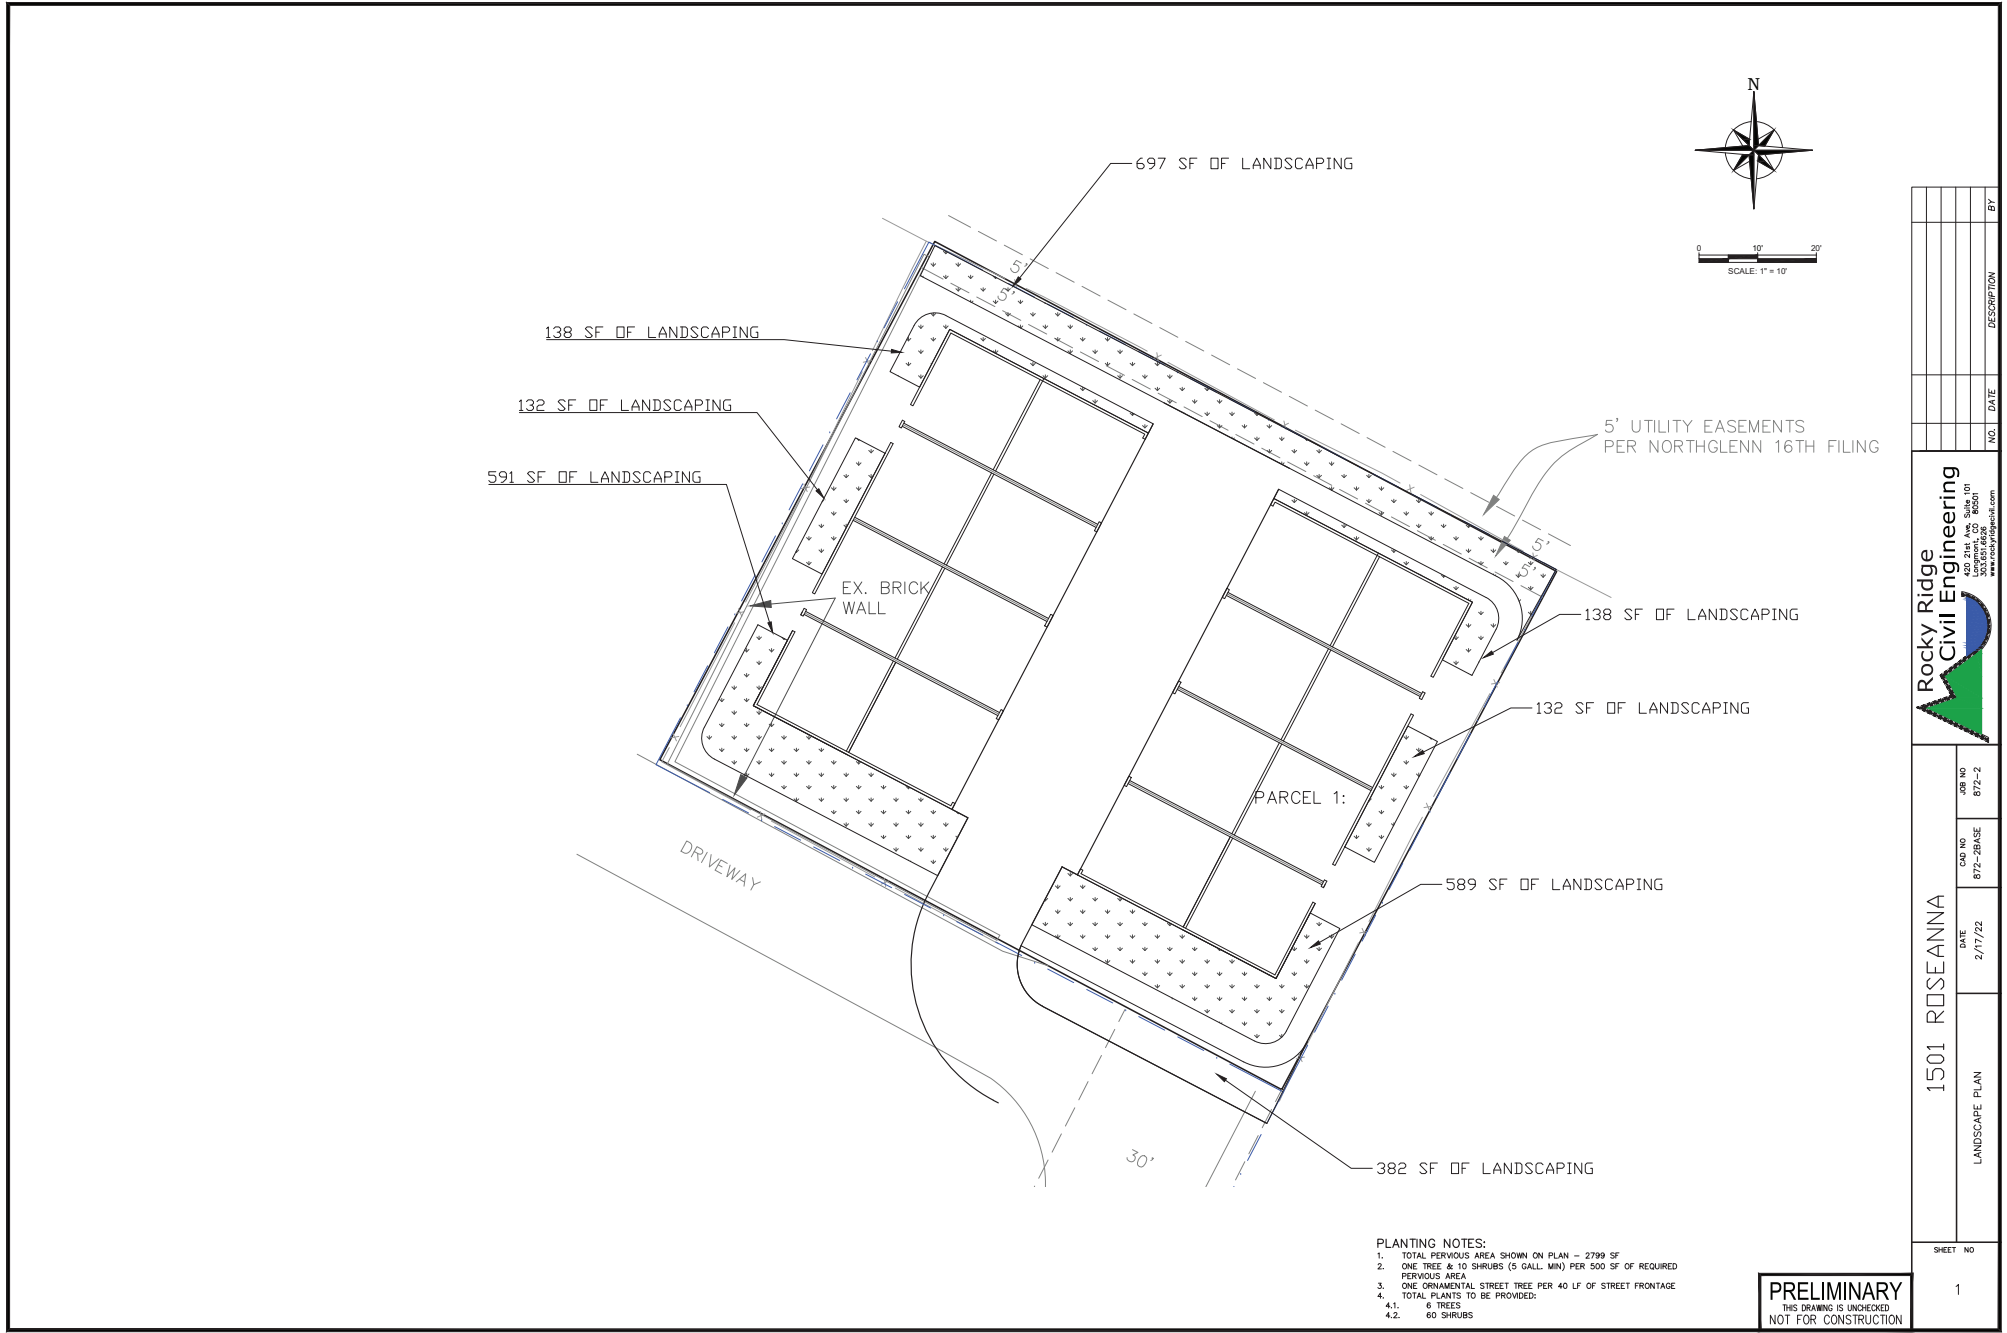 N
0 10' 20'
SCALE: 1" = 10'
697 SF OF LANDSCAPING
5'
5'
138 SF OF LANDSCAPING
132 SF OF LANDSCAPING
591 SF OF LANDSCAPING
5' UTILITY EASEMENTS
PER NORTHGLENN 16TH FILING
5'
5'
EX. BRICK
WALL
138 SF OF LANDSCAPING
132 SF OF LANDSCAPING
PARCEL 1:
589 SF OF LANDSCAPING
DRIVEWAY
30'
382 SF OF LANDSCAPING
PLANTING NOTES:
1. TOTAL PERVIOUS AREA SHOWN ON PLAN - 2799 SF
2. ONE TREE & 10 SHRUBS (5 GALL. MIN) PER 500 SF OF REQUIRED
PERVIOUS AREA
3. ONE ORNAMENTAL STREET TREE PER 40 LF OF STREET FRONTAGE
4. TOTAL PLANTS TO BE PROVIDED:
4.1. 6 TREES
4.2. 60 SHRUBS
PRELIMINARY
THIS DRAWING IS UNCHECKED
NOT FOR CONSTRUCTION
NO. DATE DESCRIPTION BY
Rocky Ridge
Civil Engineering
420 21st Ave, Suite 101
Longmont, CO 80501
303.651.6626
www.rockyridgecivil.com
JOB NO
872-2
CAD NO
872-2BASE
DATE
2/17/22
1501 ROSEANNA
LANDSCAPE PLAN
SHEET NO
1